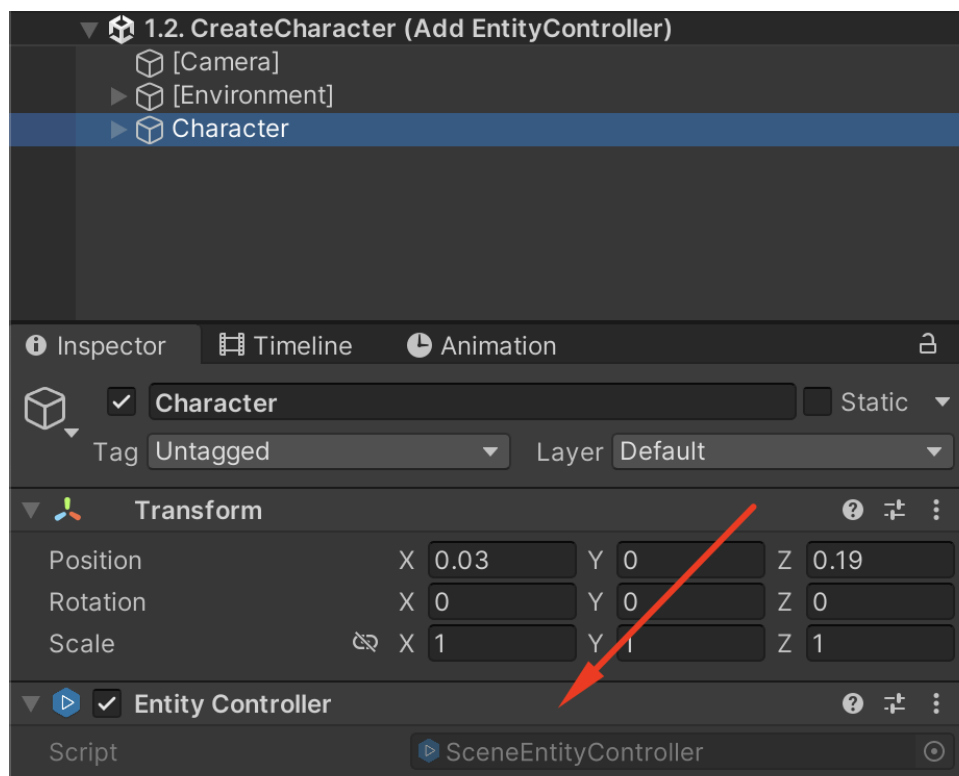 1.2. CreateCharacter (Add EntityController)
[Camera]
[Environment]
Character
Inspector Timeline Animation
Character Static
Tag Untagged Layer Default
Transform
Position X 0.03 Y 0 Z 0.19
Rotation X 0 Y 0 Z 0
Scale X 1 Y 1 Z 1
Entity Controller
Script SceneEntityController